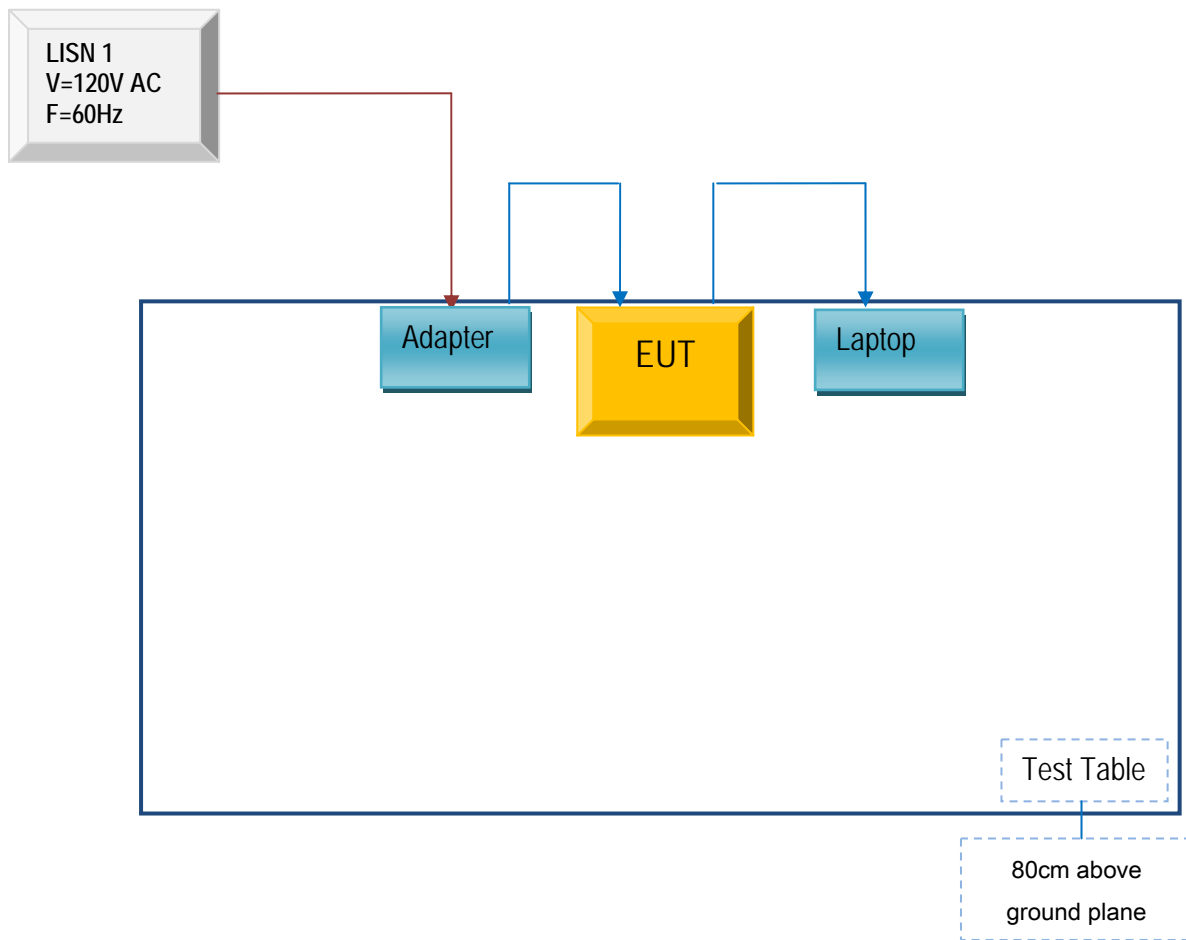 LISN 1
V=120V AC
F=60Hz
Adapter
EUT
Laptop
Test Table
80cm above
ground plane